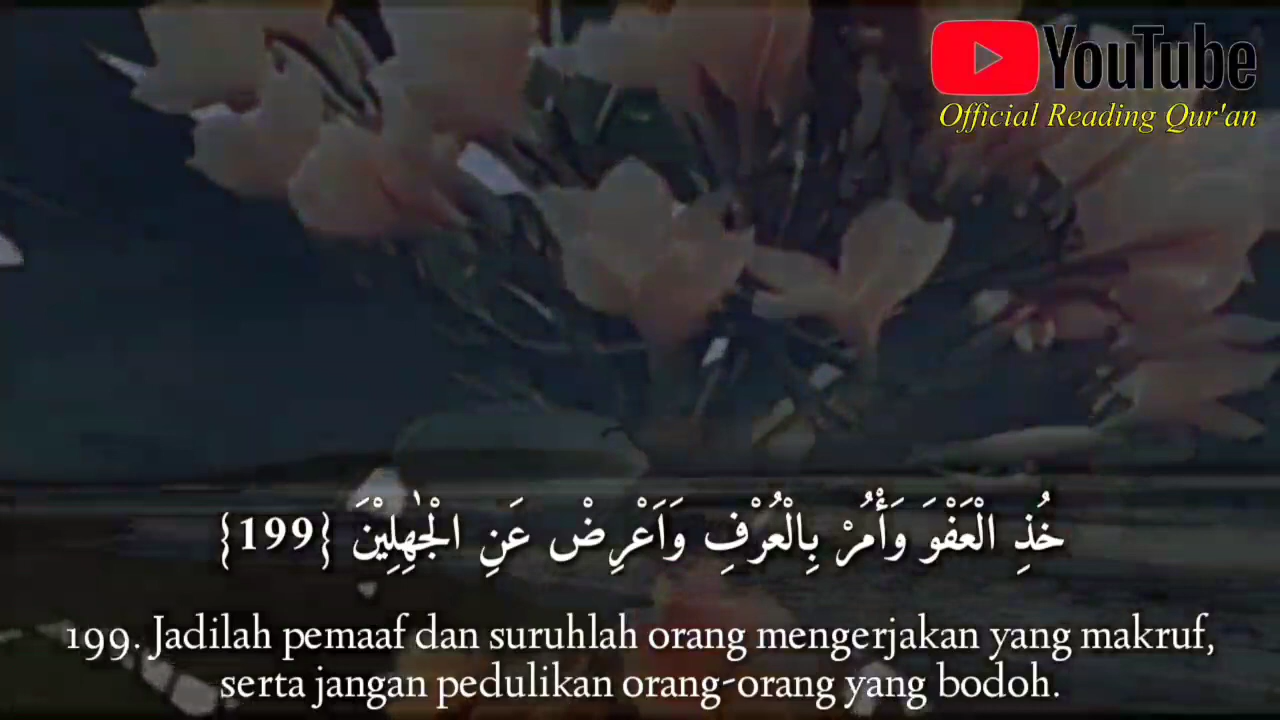 YouTube
Official Reading Qur'an
خُذِ الْعَفْوَ وَأْمُرْ بِالْعُرْفِ وَاَعْرِضْ عَنِ الْجٰهِلِيْنَ {199}
199. Jadilah pemaaf dan suruhlah orang mengerjakan yang makruf,
serta jangan pedulikan orang-orang yang bodoh.